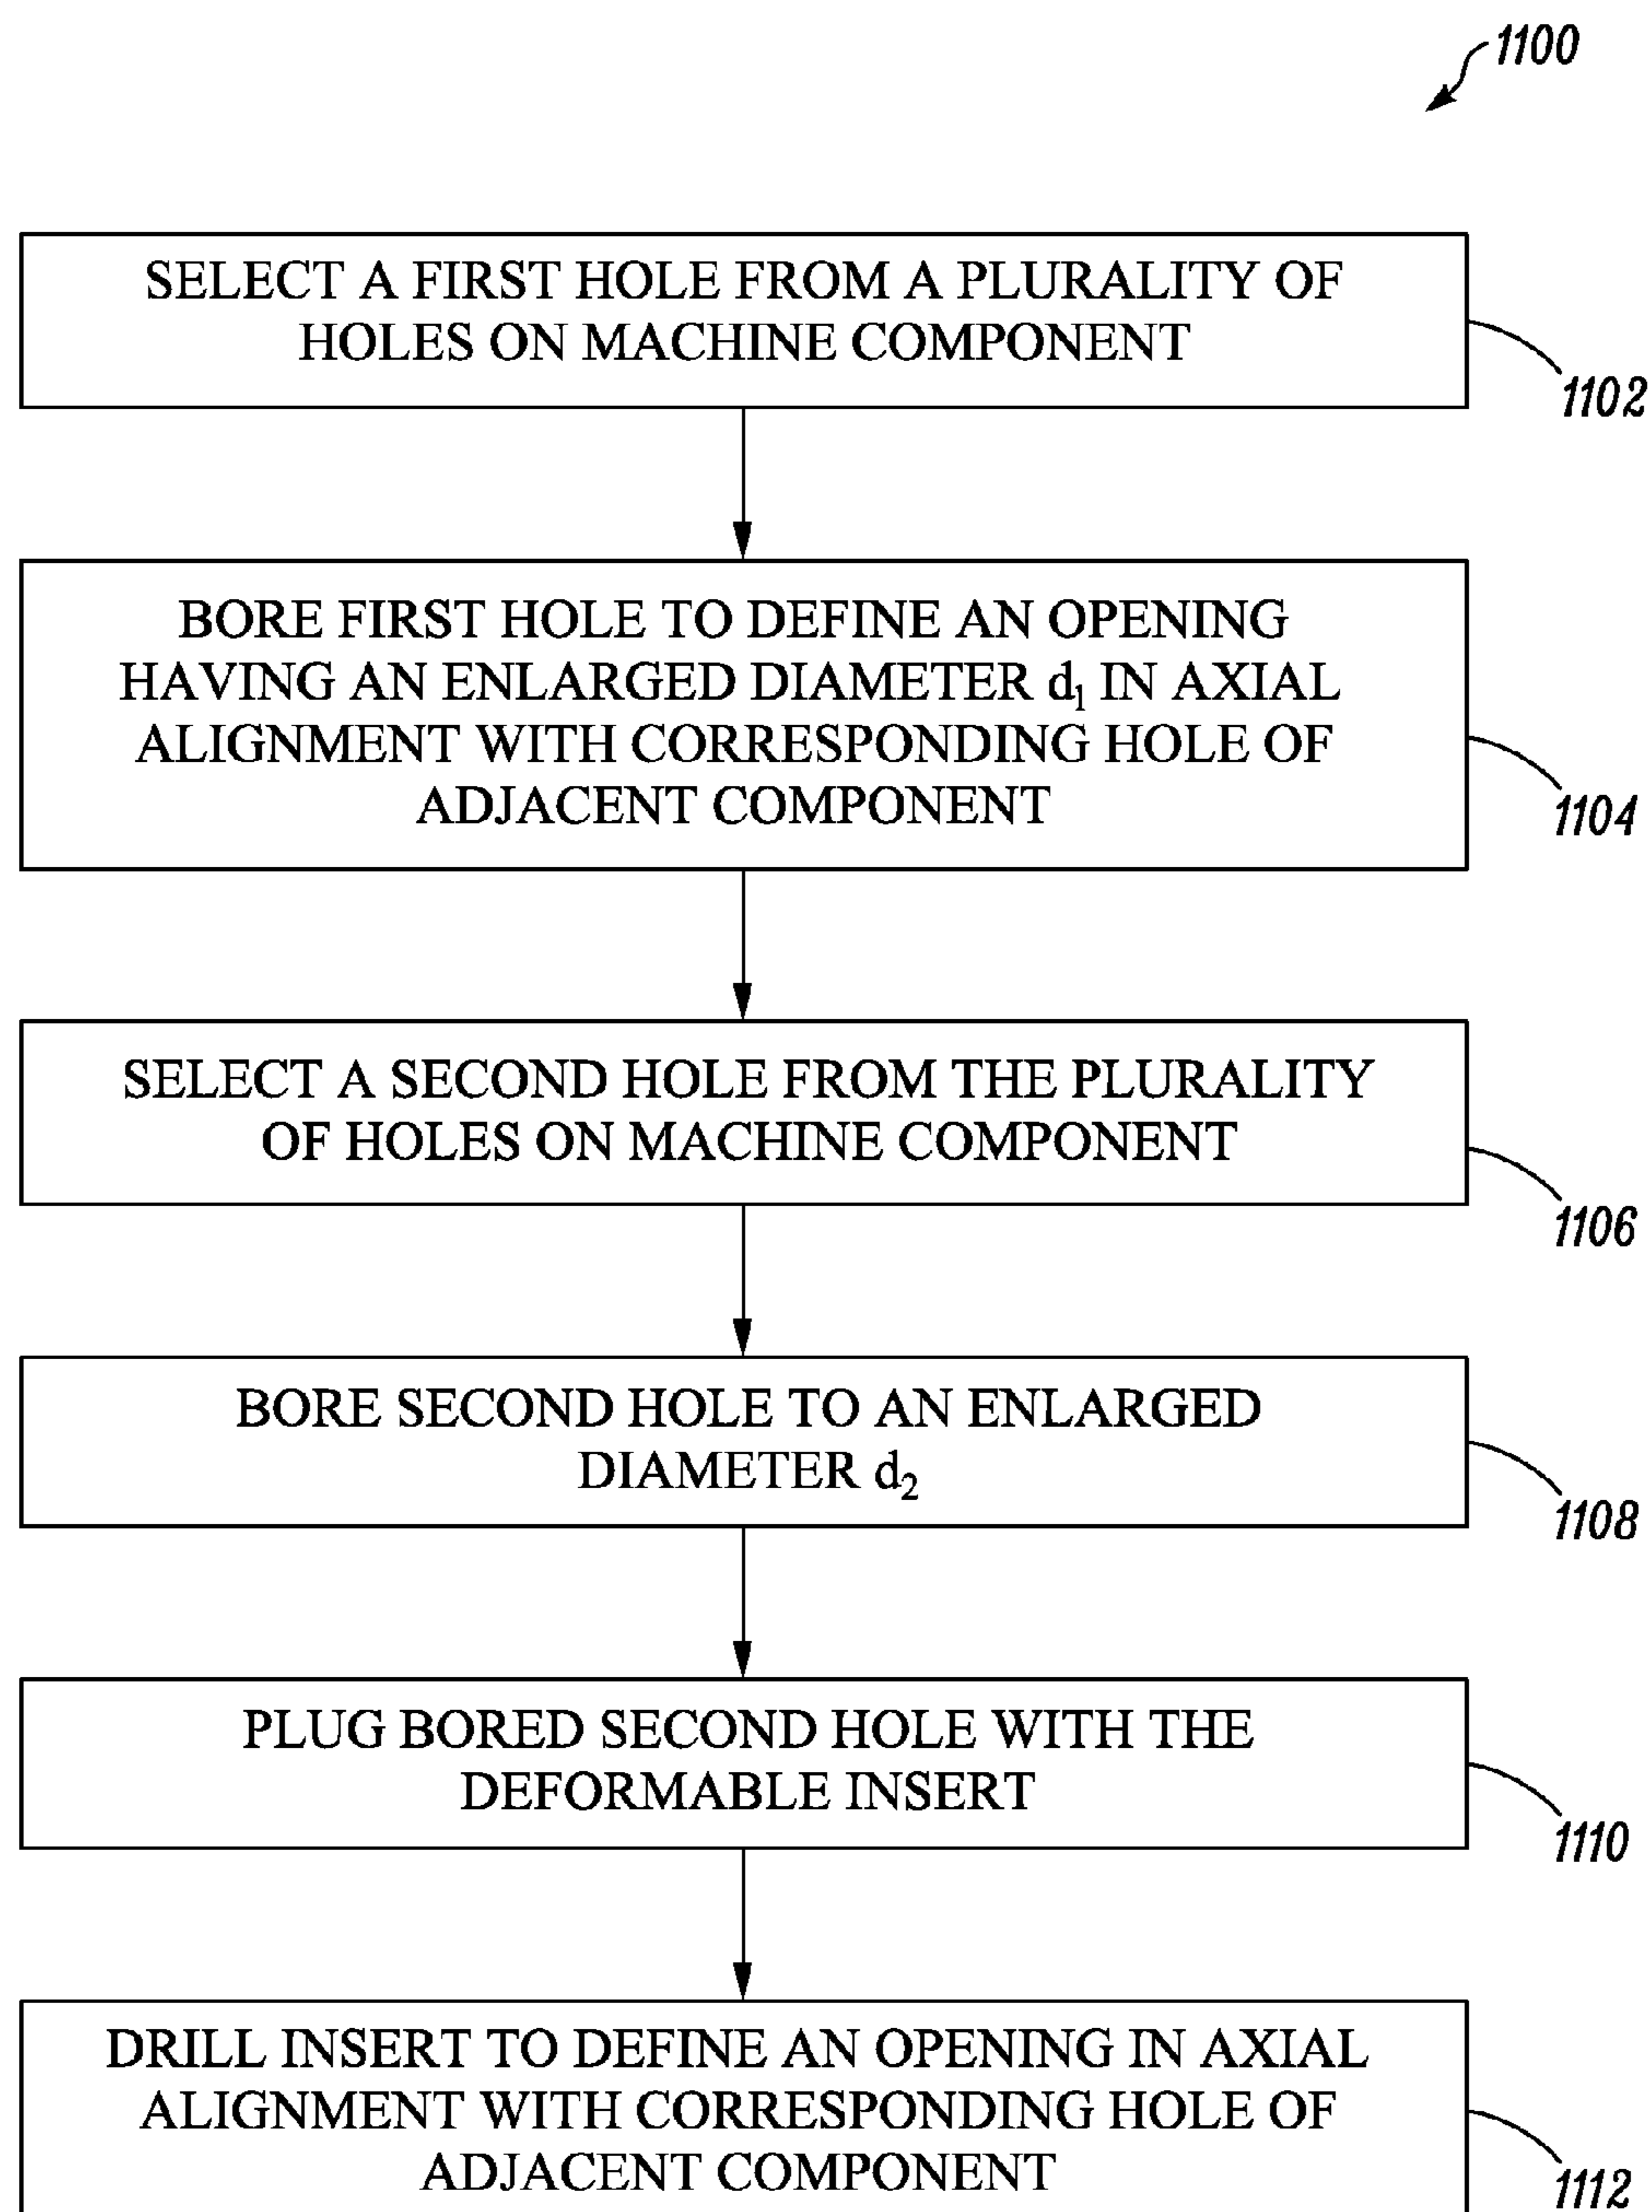 1100
SELECT A FIRST HOLE FROM A PLURALITY OF
HOLES ON MACHINE COMPONENT
1102
BORE FIRST HOLE TO DEFINE AN OPENING
HAVING AN ENLARGED DIAMETER d₁ IN AXIAL
ALIGNMENT WITH CORRESPONDING HOLE OF
ADJACENT COMPONENT
1104
SELECT A SECOND HOLE FROM THE PLURALITY
OF HOLES ON MACHINE COMPONENT
1106
BORE SECOND HOLE TO AN ENLARGED
DIAMETER d₂
1108
PLUG BORED SECOND HOLE WITH THE
DEFORMABLE INSERT
1110
DRILL INSERT TO DEFINE AN OPENING IN AXIAL
ALIGNMENT WITH CORRESPONDING HOLE OF
ADJACENT COMPONENT
1112